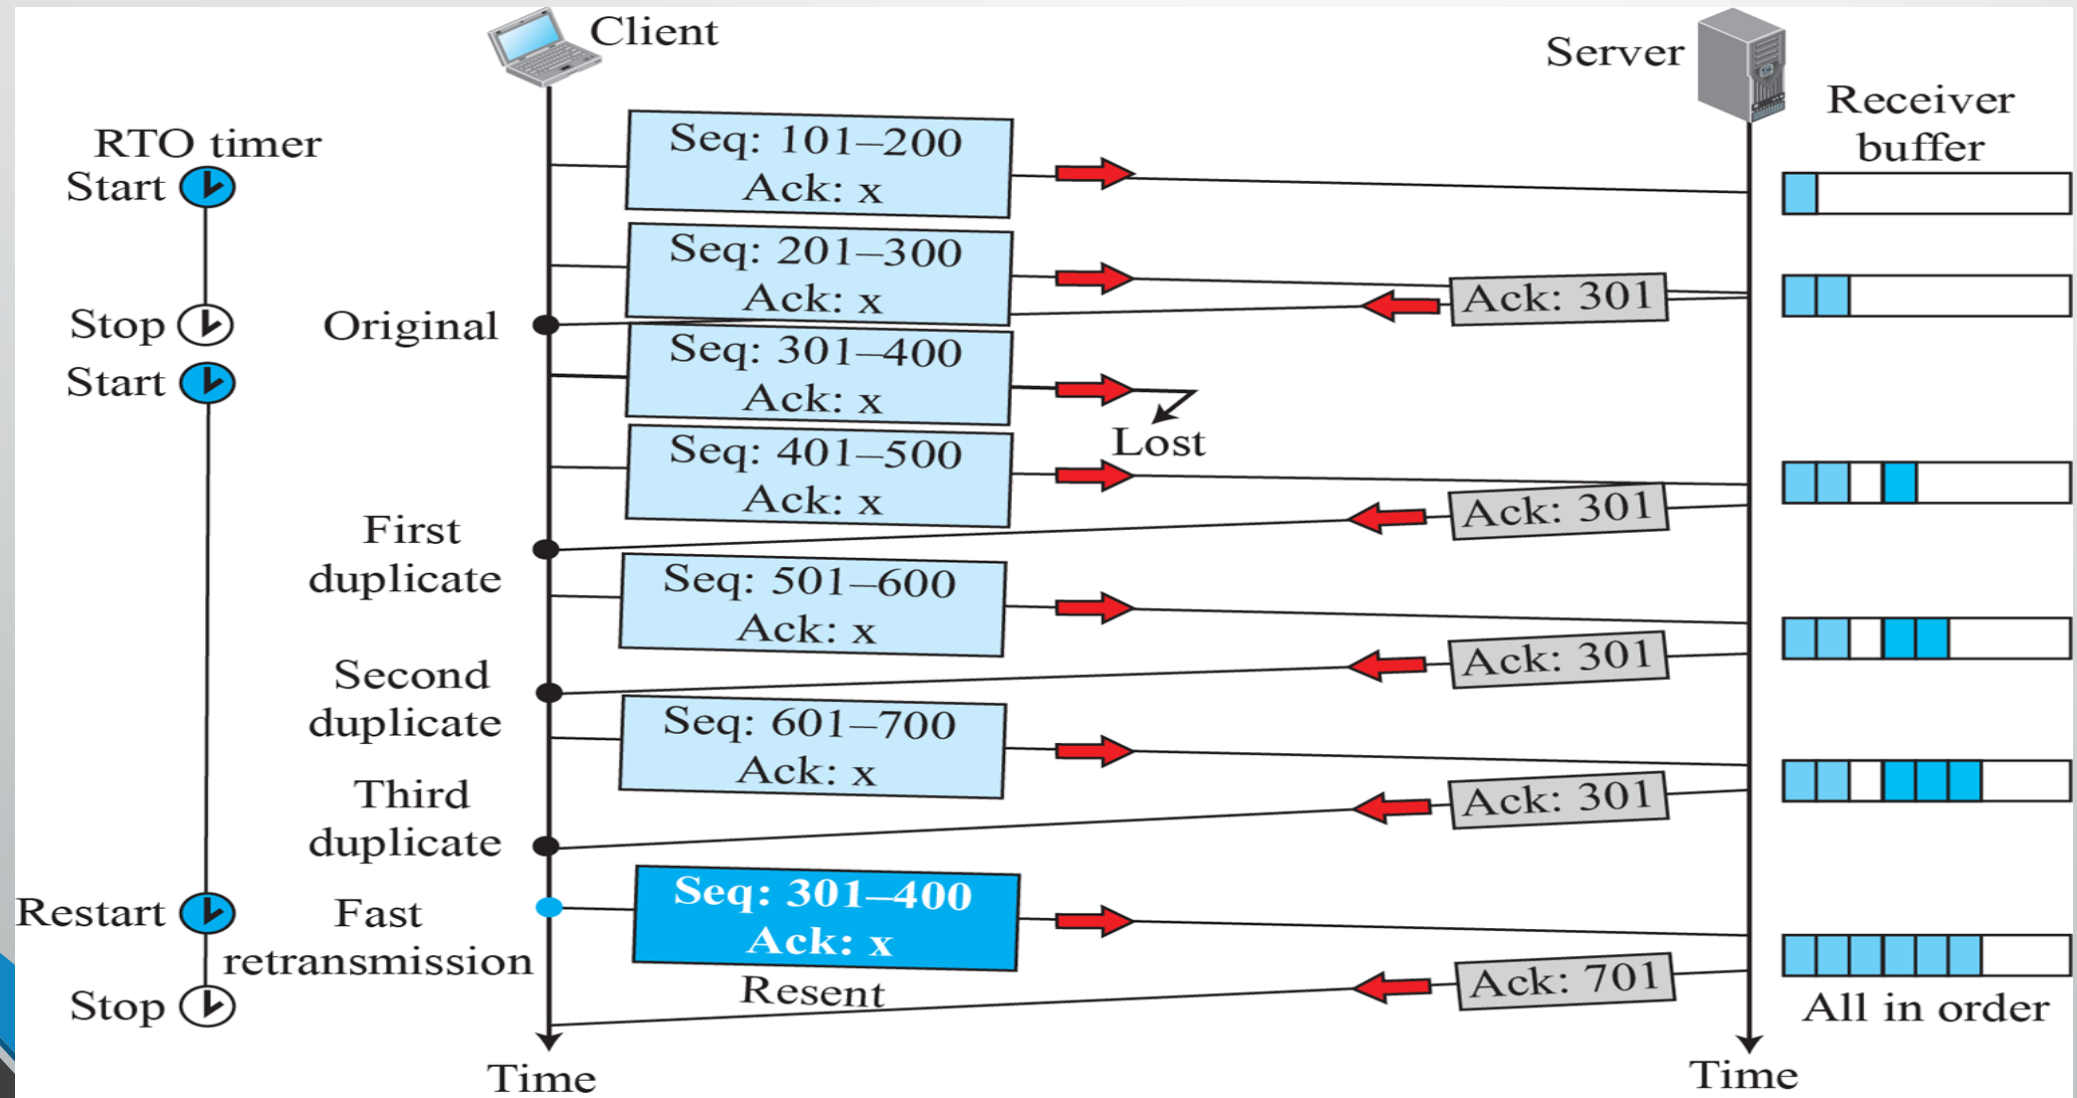 Client
Server
Receiver
buffer
RTO timer
Start
Seq: 101–200
Ack: x
Seq: 201–300
Ack: x
Ack: 301
Stop
Original
Start
Seq: 301–400
Ack: x
Lost
Seq: 401–500
Ack: x
Ack: 301
First
duplicate
Seq: 501–600
Ack: x
Ack: 301
Second
duplicate
Seq: 601–700
Ack: x
Ack: 301
Third
duplicate
Restart
Fast
retransmission
Seq: 301–400
Ack: x
Resent
Ack: 701
Stop
All in order
Time
Time